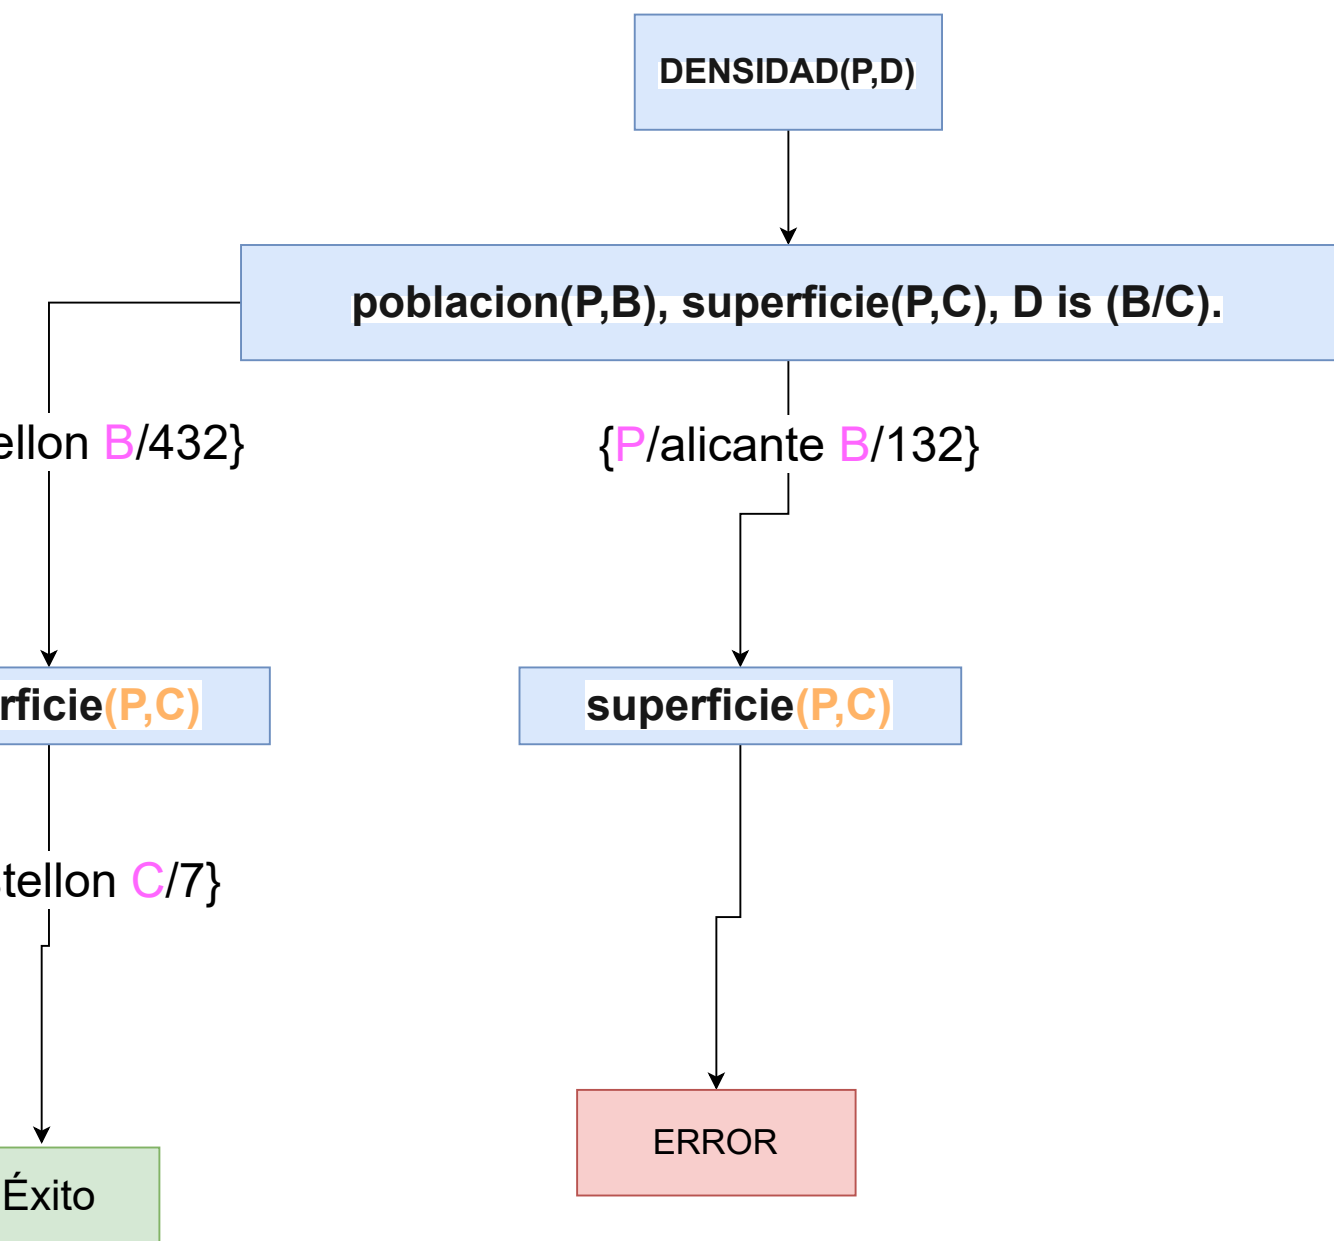 DENSIDAD(P,D)
poblacion(P,B), superficie(P,C), D is (B/C).
ellon B/432}
{P/alicante B/132}
rficie(P,C)
superficie(P,C)
tellon C/7}
ERROR
Éxito